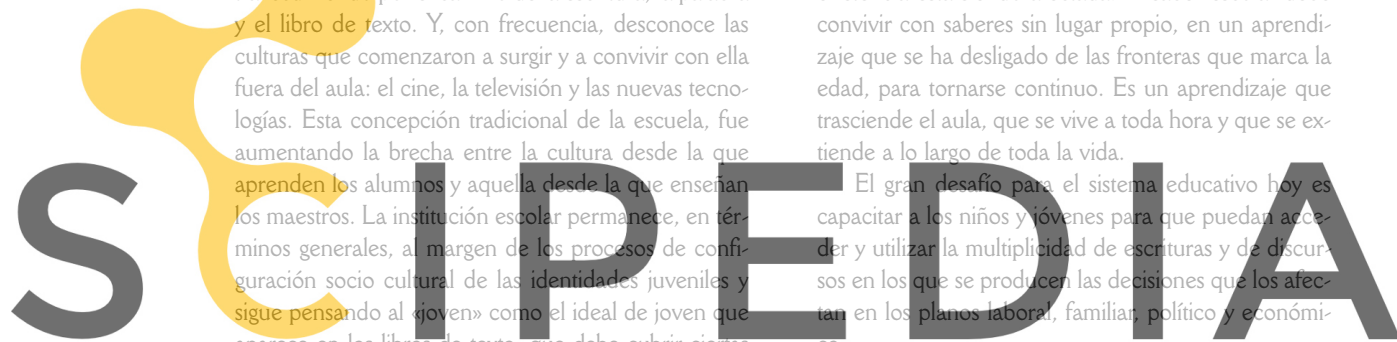 y el libro de texto. Y, con frecuencia, desconoce las
culturas que comenzaron a surgir y a convivir con ella
fuera del aula: el cine, la televisión y las nuevas tecno-
logías. Esta concepción tradicional de la escuela, fue
aumentando la brecha entre la cultura desde la que
aprenden los alumnos y aquella desde la que enseñan
los maestros. La institución escolar permanece, en tér-
minos generales, al margen de los procesos de confi-
guración socio cultural de las identidades juveniles y
sigue pensando al «joven» como el ideal de joven que
convivir con saberes sin lugar propio, en un aprendi-
zaje que se ha desligado de las fronteras que marca la
edad, para tornarse continuo. Es un aprendizaje que
trasciende el aula, que se vive a toda hora y que se ex-
tiende a lo largo de toda la vida.
El gran desafío para el sistema educativo hoy es
capacitar a los niños y jóvenes para que puedan acce-
der y utilizar la multiplicidad de escrituras y de discur-
sos en los que se producen las decisiones que los afec-
tan en los planos laboral, familiar, político y económi-
SCIPEDIA